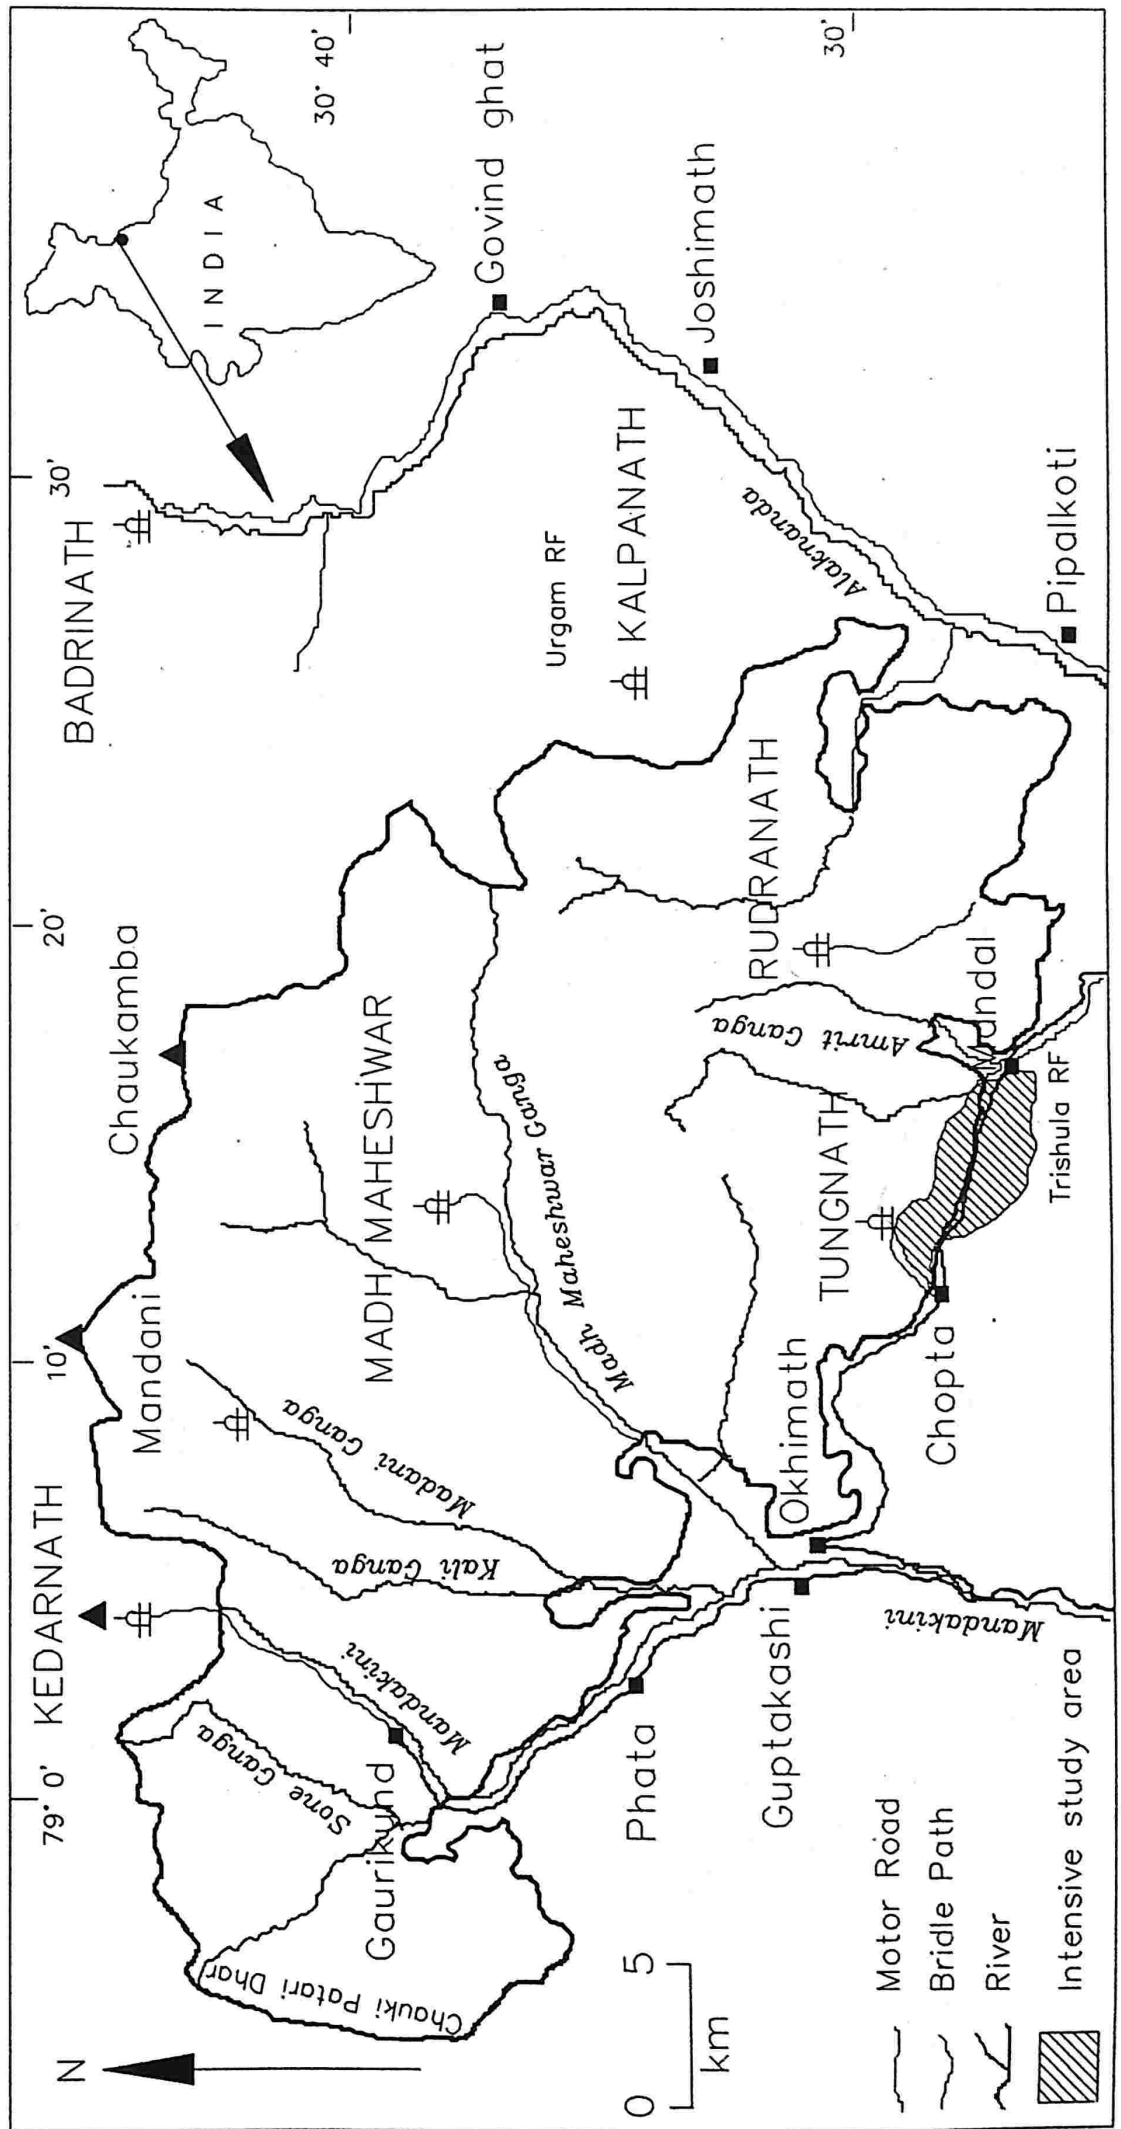 N
79° 0'
10'
20'
30'
30° 40'
30'
KEDARNATH
BADRINATH
INDIA
Mandani
Chaukamba
Govind ghat
Sone Ganga
Mandakini
Kali Ganga
Madani Ganga
MADH MAHESHWAR
Madh Maheshwar Ganga
Urgam RF
KALPANATH
Joshimath
Chauki Patari Dhar
Gaurikund
Phata
Guptakashi
Okhimath
TUNGNATH
Amrit Ganga
RUDRANATH
Alaknanda
Mandakini
Chopta
Trishula RF
andal
Pipalkoti
0 5
km
Motor Road
Bridle Path
River
Intensive study area